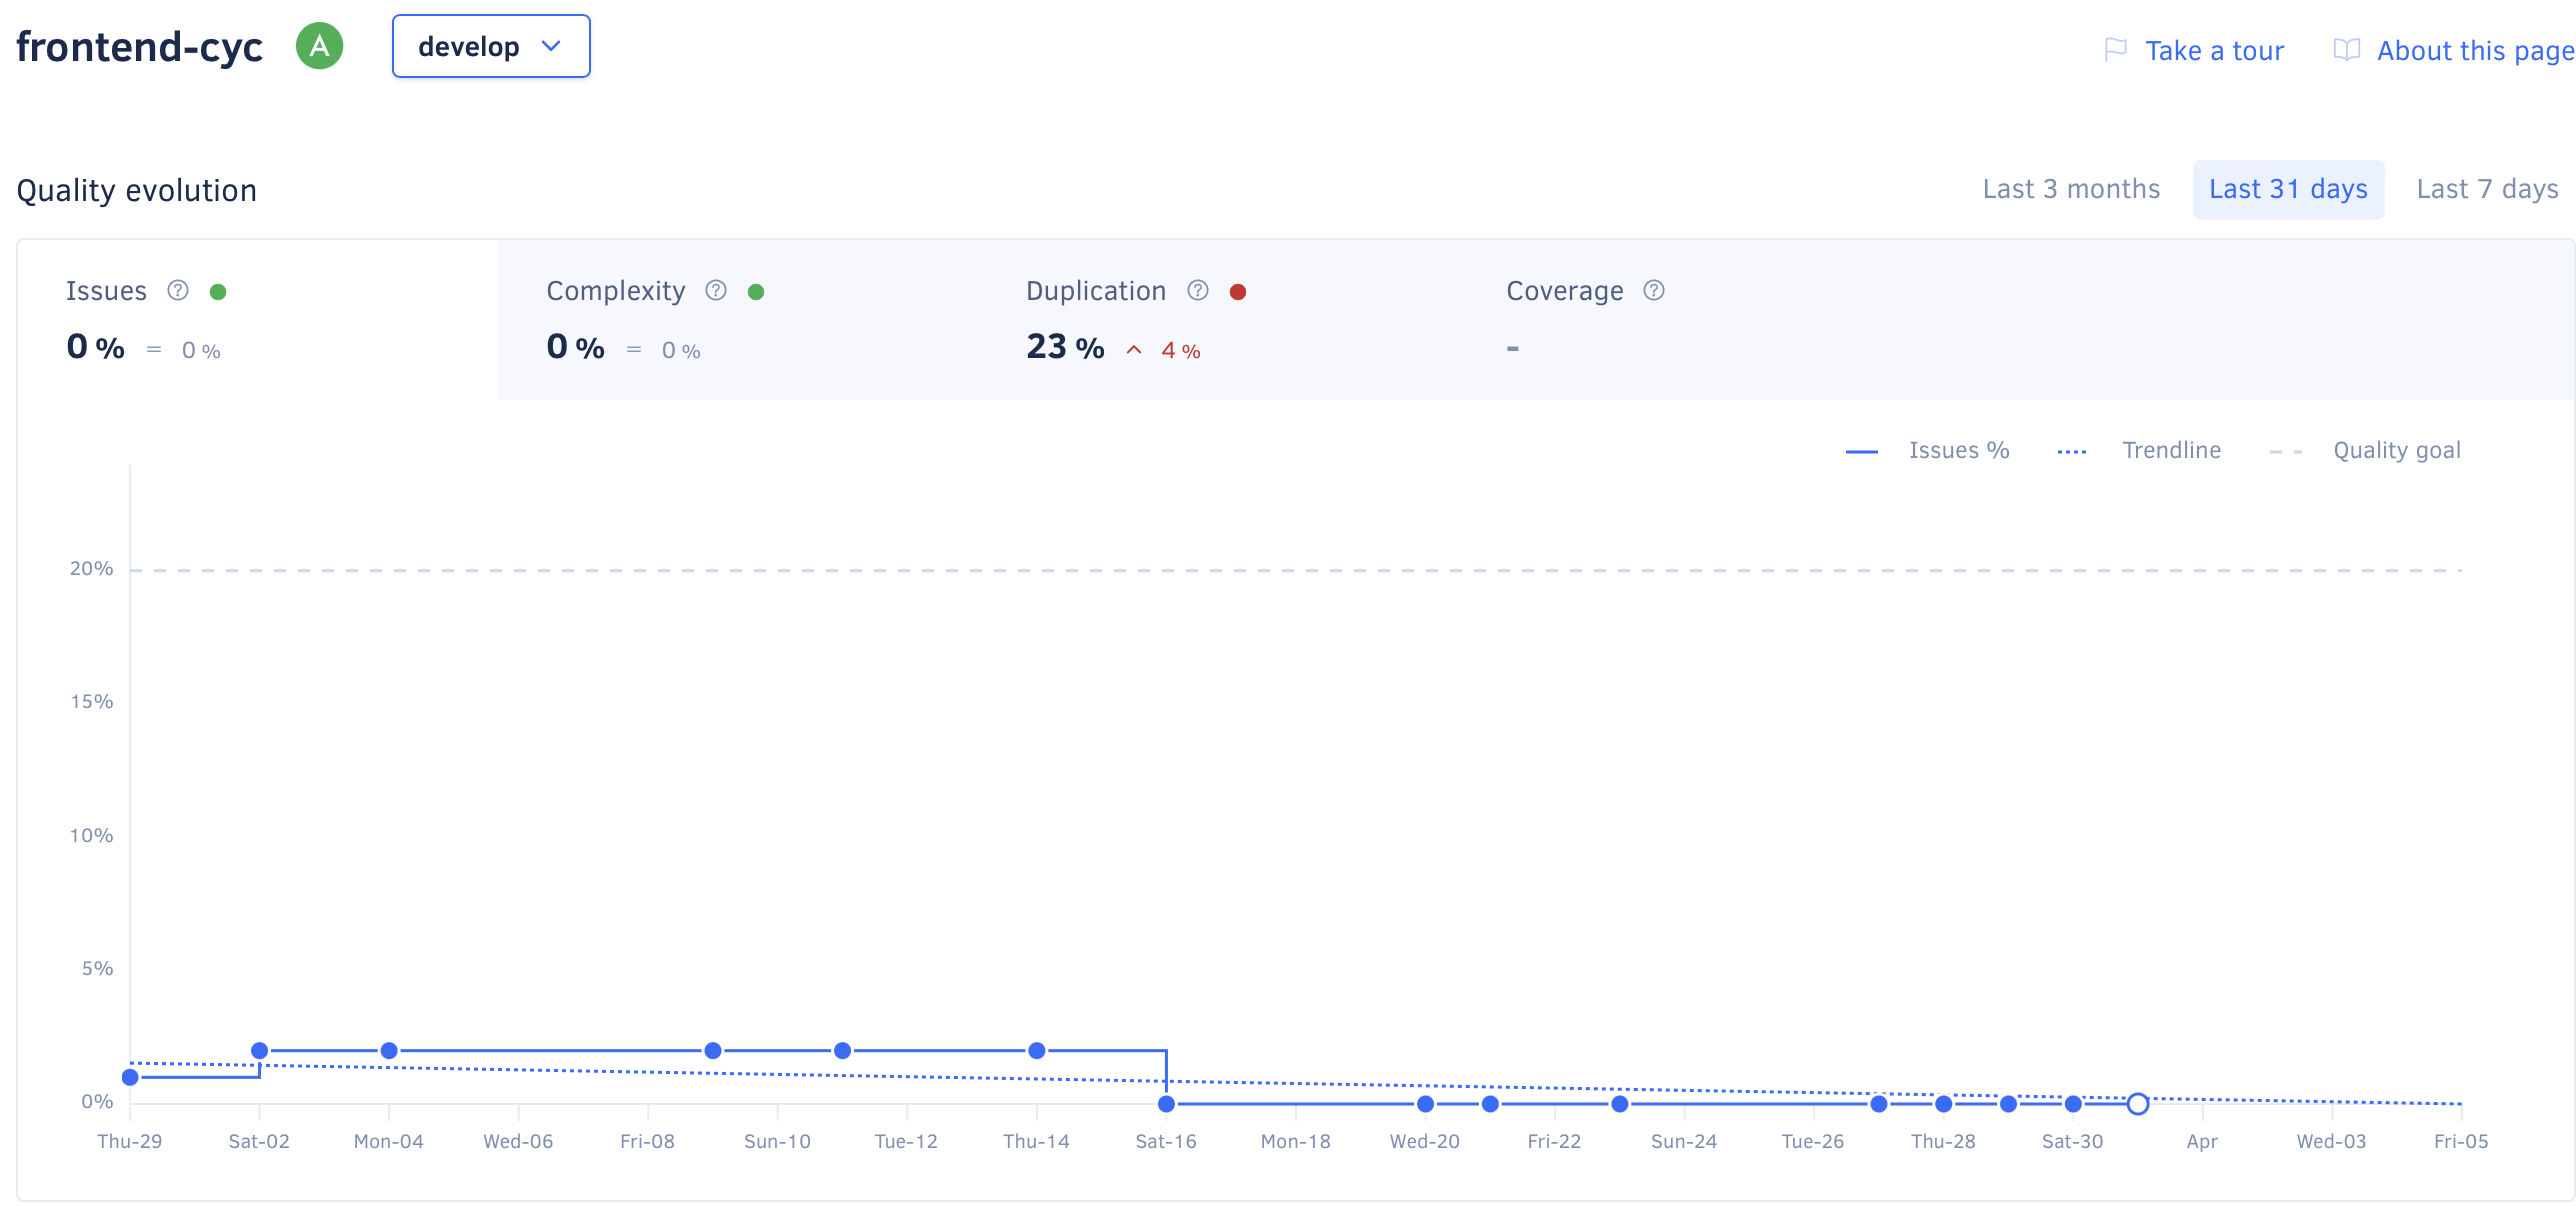 frontend-cyc A develop Take a tour About this page
Quality evolution Last 3 months Last 31 days Last 7 days
Issues ? Complexity ? Duplication ? Coverage ?
0 % = 0 % 0 % = 0 % 23 % ^ 4 % -
Issues % Trendline Quality goal
20%
15%
10%
5%
0%
Thu-29 Sat-02 Mon-04 Wed-06 Fri-08 Sun-10 Tue-12 Thu-14 Sat-16 Mon-18 Wed-20 Fri-22 Sun-24 Tue-26 Thu-28 Sat-30 Apr Wed-03 Fri-05